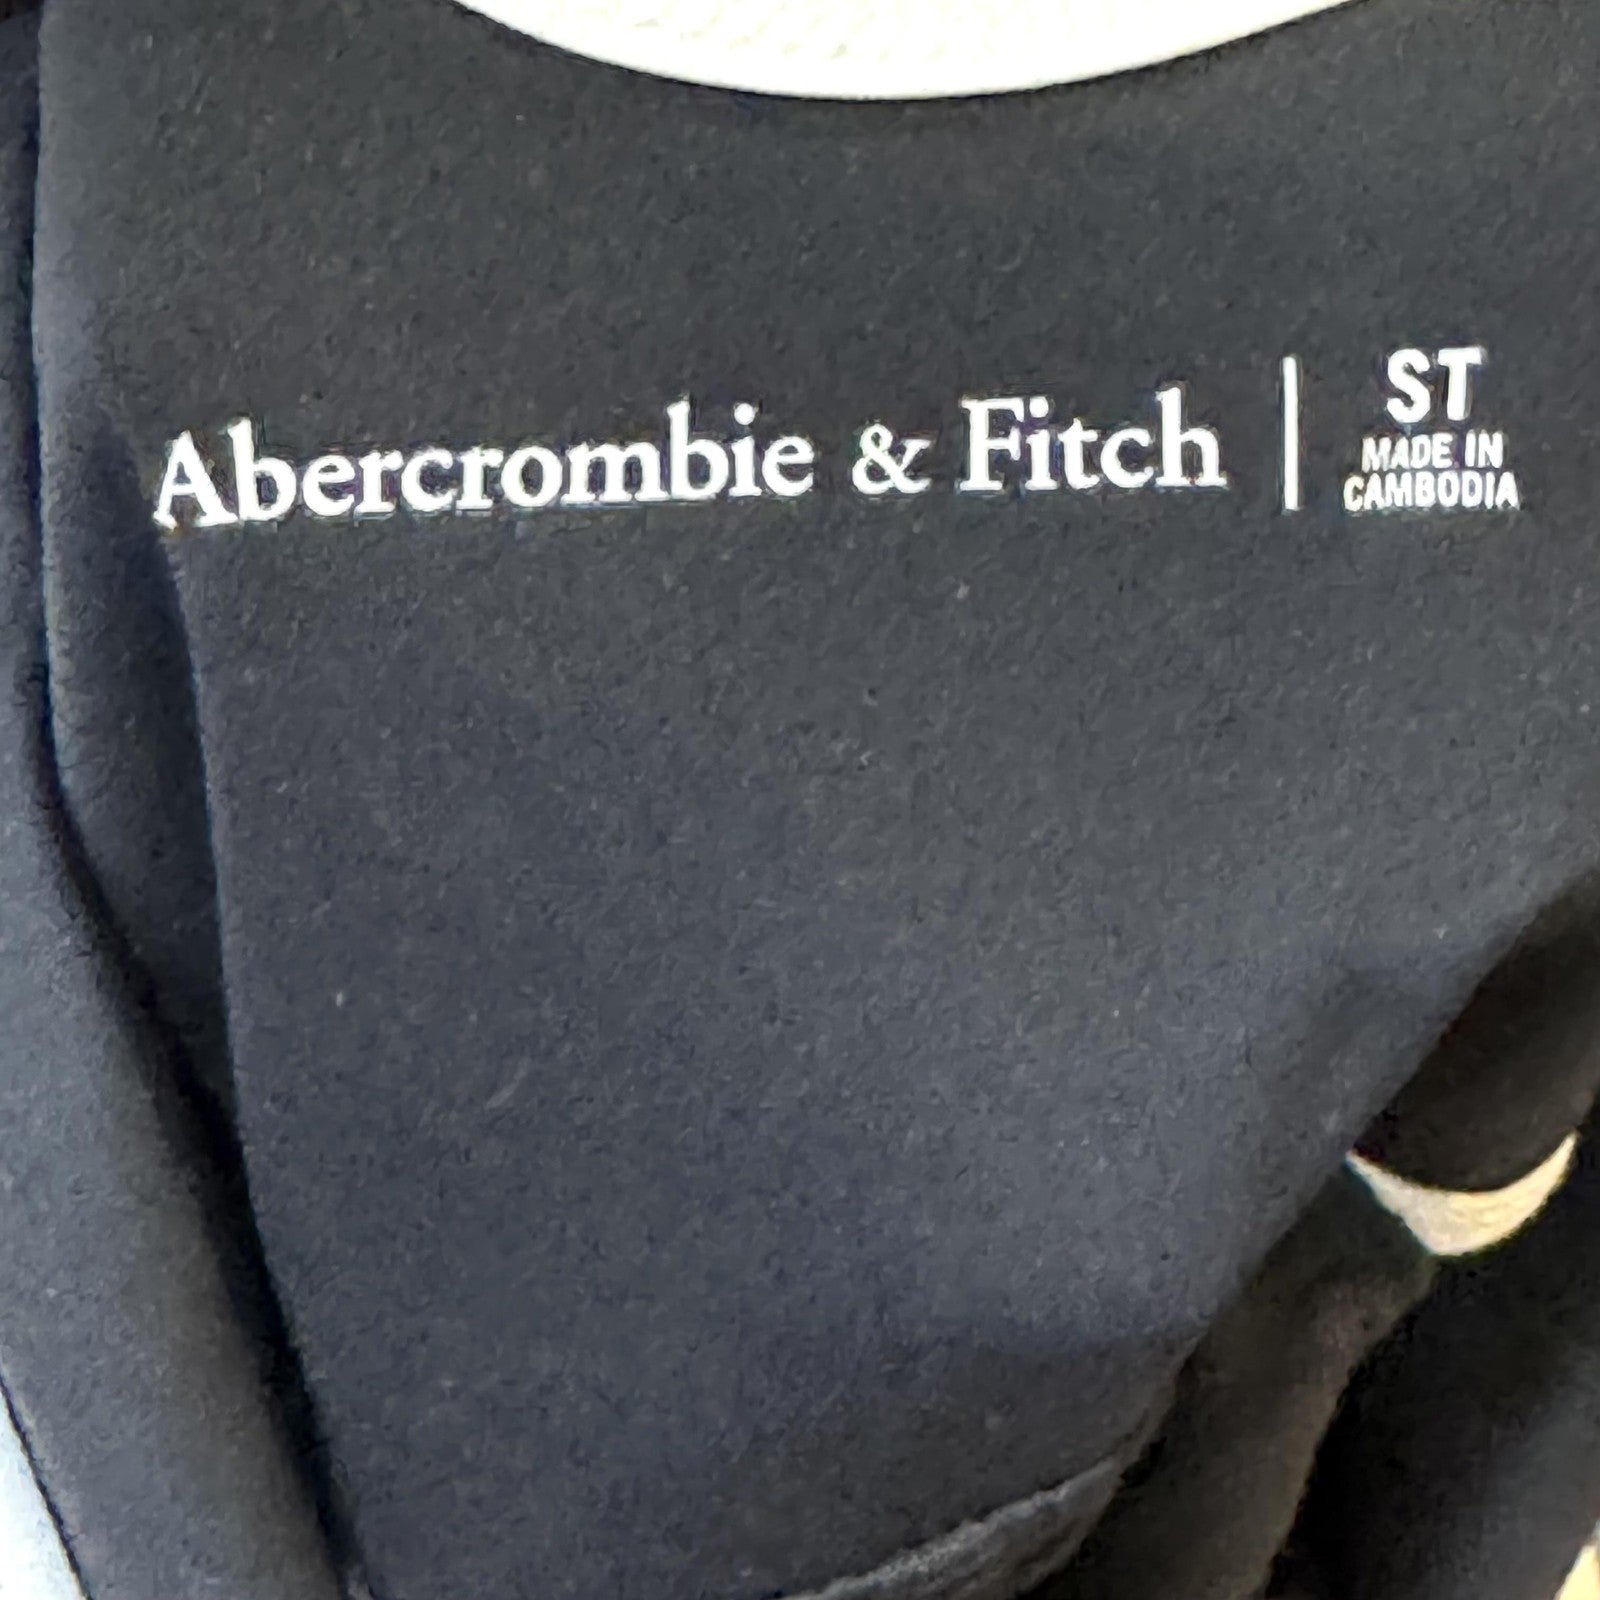 Abercrombie & Fitch
ST
MADE IN
CAMBODIA